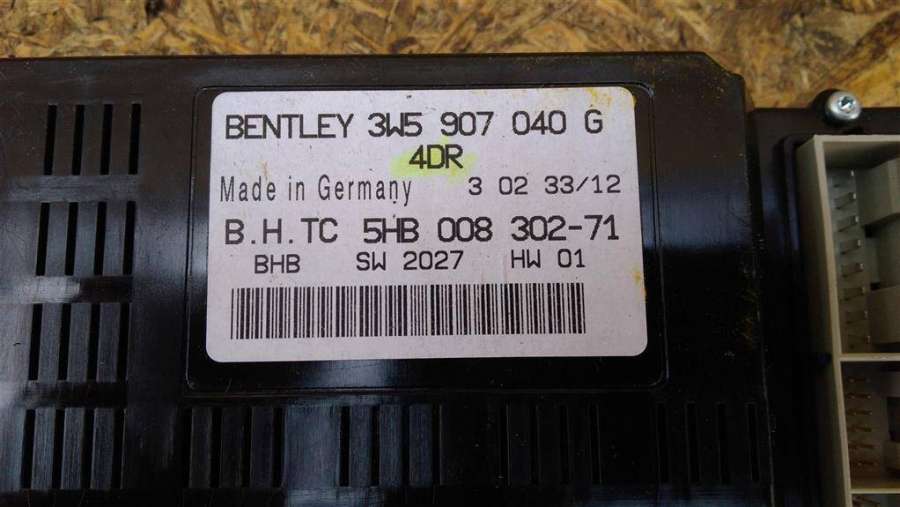 BENTLEY 3W5 907 040 G
4DR
Made in Germany 3 02 33/12
B.H.TC 5HB 008 302-71
BHB SW 2027 HW 01